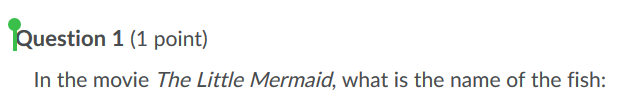 Question 1 (1 point)
In the movie The Little Mermaid, what is the name of the fish: